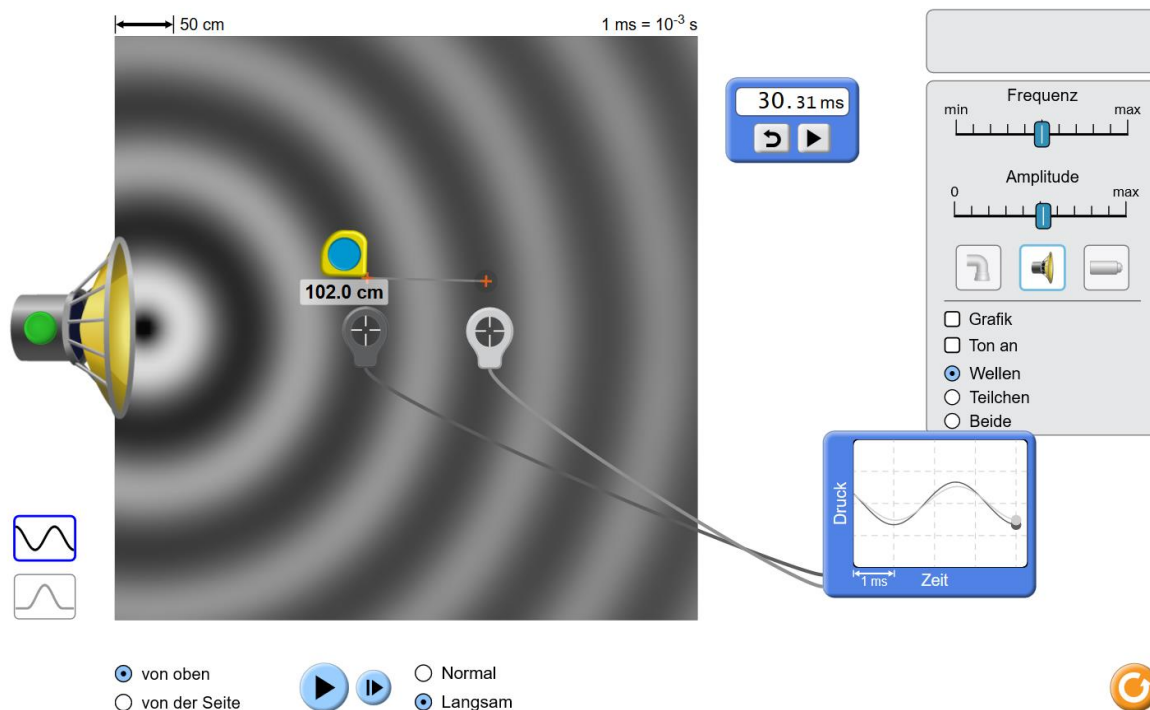 50 cm
1 ms = 10⁻³ s
30.31 ms
Frequenz
min max
Amplitude
0 max
102.0 cm
Grafik
Ton an
Wellen
Teilchen
Beide
Druck
1 ms
Zeit
von oben
von der Seite
Normal
Langsam